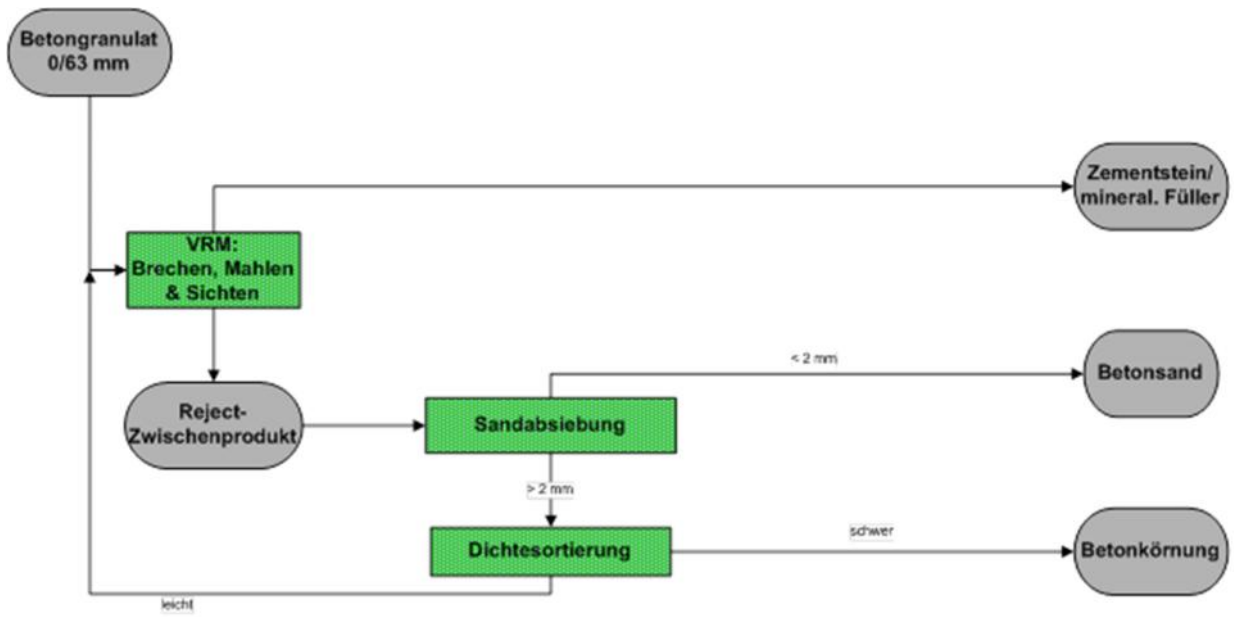 Betongranulat
0/63 mm
Zementstein/
mineral. Füller
VRM:
Brechen, Mahlen
& Sichten
< 2 mm
Betonsand
Reject-
Zwischenprodukt
Sandabsiebung
> 2 mm
schwer
Dichtesortierung
Betonkörnung
leicht